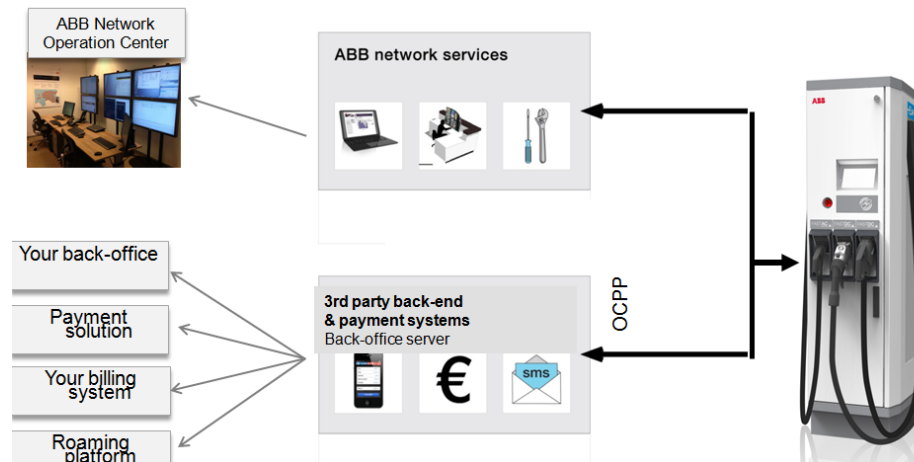 ABB Network
Operation Center
ABB network services
ABB
Your back-office
Payment
solution
Your billing
system
Roaming
platform
3rd party back-end
& payment systems
Back-office server
sms
€
OCPP